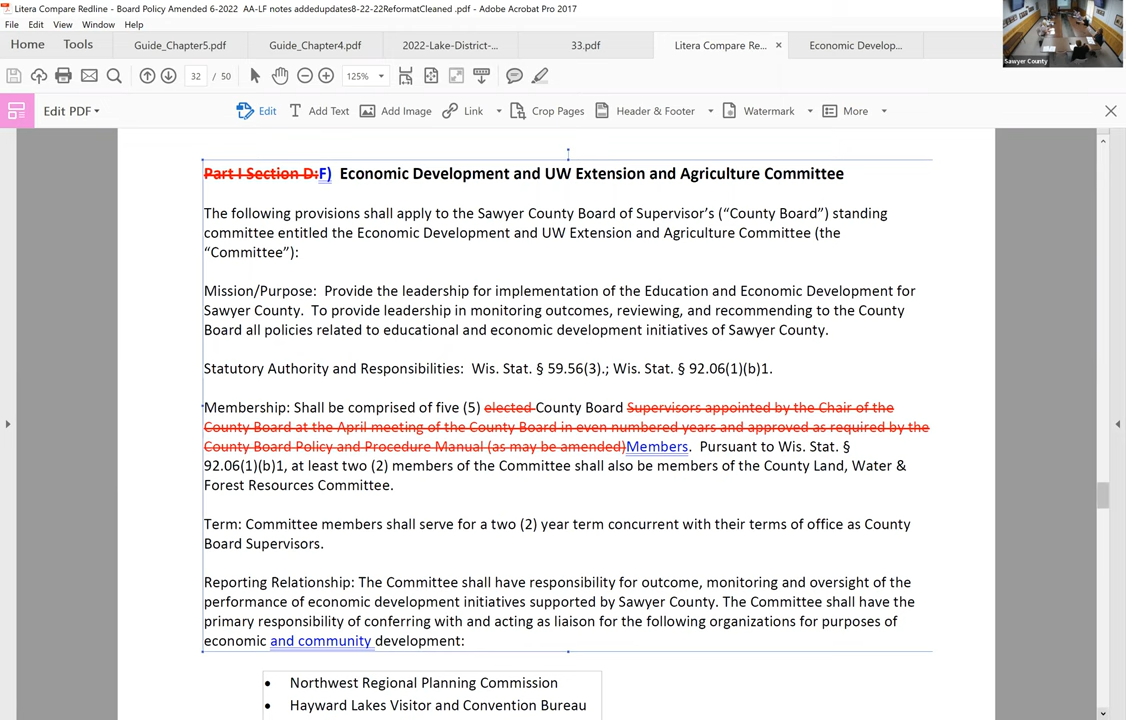 Litera Compare Redline - Board Policy Amended 6-2022 AA-LF notes addedupdates8-22-22ReformatCleaned .pdf - Adobe Acrobat Pro 2017
File Edit View Window Help
Home Tools Guide_Chapter5.pdf Guide_Chapter4.pdf 2022-Lake-District-... 33.pdf Litera Compare Re... × Economic Develop...
Sawyer County
32 / 50 125%
Edit PDF Edit Add Text Add Image Link Crop Pages Header & Footer Watermark More
Part I Section D:F) Economic Development and UW Extension and Agriculture Committee
The following provisions shall apply to the Sawyer County Board of Supervisor’s (“County Board”) standing
committee entitled the Economic Development and UW Extension and Agriculture Committee (the
“Committee”):
Mission/Purpose: Provide the leadership for implementation of the Education and Economic Development for
Sawyer County. To provide leadership in monitoring outcomes, reviewing, and recommending to the County
Board all policies related to educational and economic development initiatives of Sawyer County.
Statutory Authority and Responsibilities: Wis. Stat. § 59.56(3).; Wis. Stat. § 92.06(1)(b)1.
Membership: Shall be comprised of five (5) elected County Board Supervisors appointed by the Chair of the
County Board at the April meeting of the County Board in even numbered years and approved as required by the
County Board Policy and Procedure Manual (as may be amended)Members. Pursuant to Wis. Stat. §
92.06(1)(b)1, at least two (2) members of the Committee shall also be members of the County Land, Water &
Forest Resources Committee.
Term: Committee members shall serve for a two (2) year term concurrent with their terms of office as County
Board Supervisors.
Reporting Relationship: The Committee shall have responsibility for outcome, monitoring and oversight of the
performance of economic development initiatives supported by Sawyer County. The Committee shall have the
primary responsibility of conferring with and acting as liaison for the following organizations for purposes of
economic and community development:
• Northwest Regional Planning Commission
• Hayward Lakes Visitor and Convention Bureau